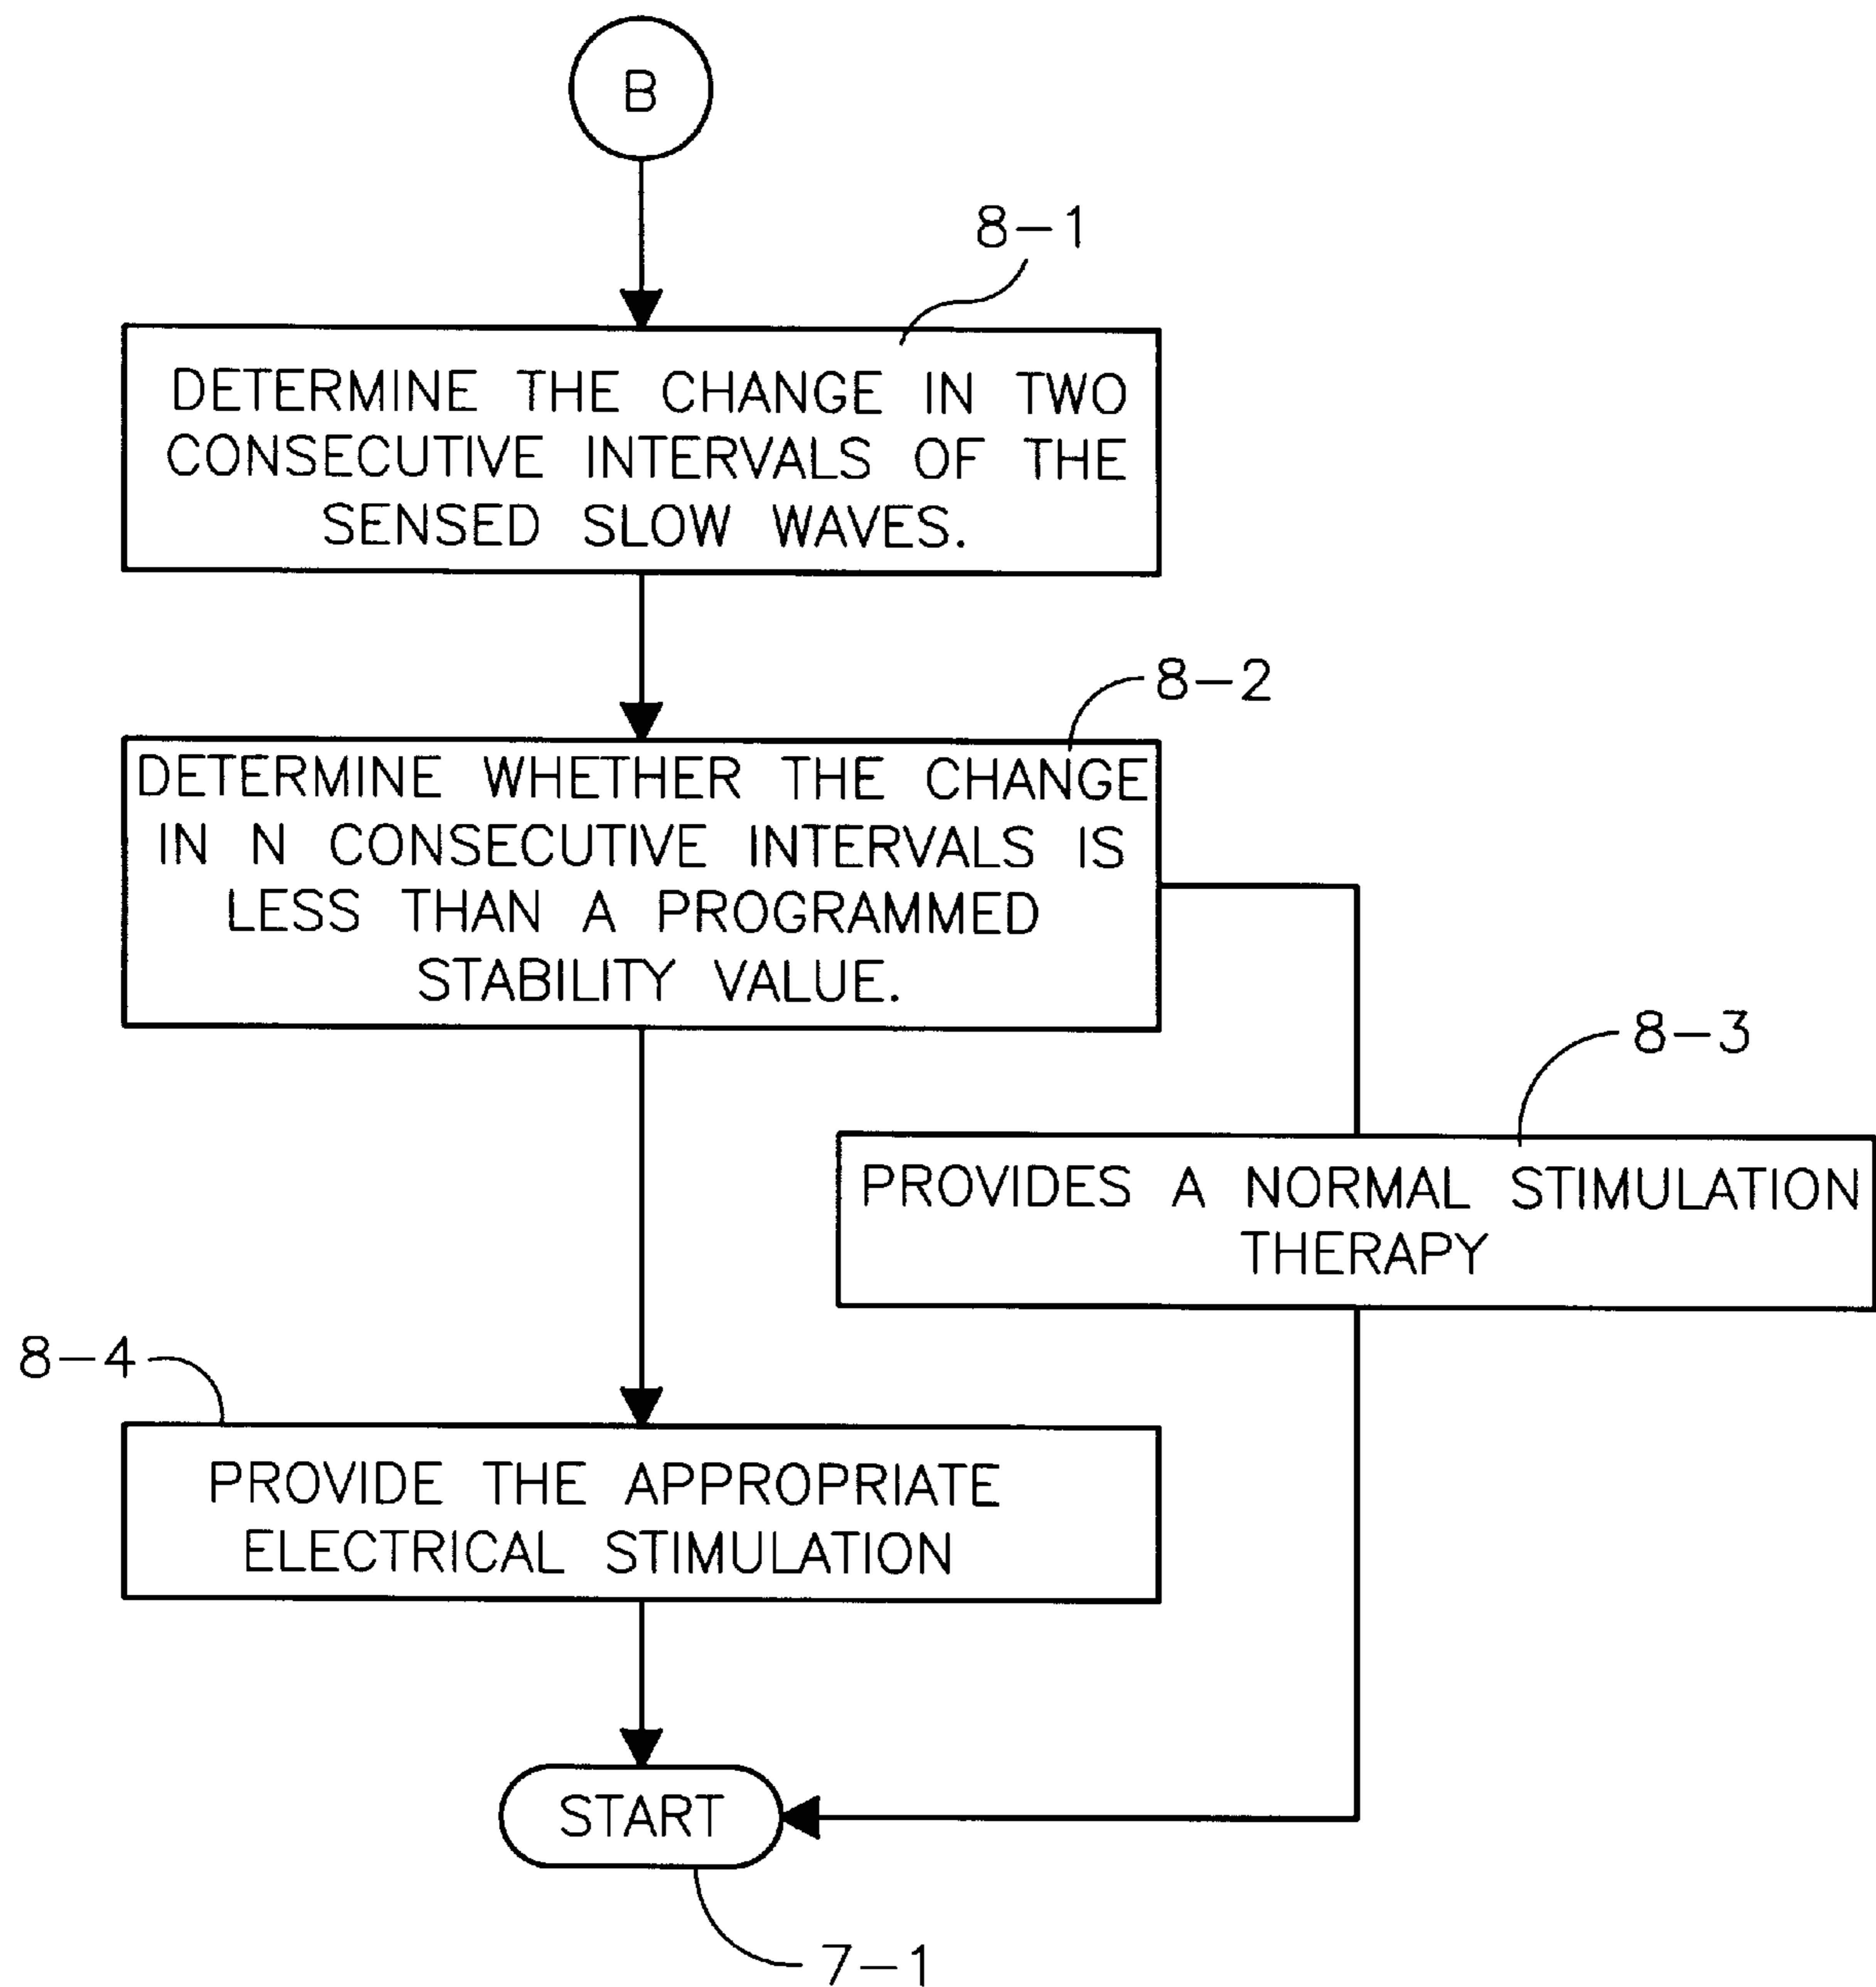 B
8-1
DETERMINE THE CHANGE IN TWO
CONSECUTIVE INTERVALS OF THE
SENSED SLOW WAVES.
8-2
DETERMINE WHETHER THE CHANGE
IN N CONSECUTIVE INTERVALS IS
LESS THAN A PROGRAMMED
STABILITY VALUE.
8-3
PROVIDES A NORMAL STIMULATION
THERAPY
8-4
PROVIDE THE APPROPRIATE
ELECTRICAL STIMULATION
START
7-1